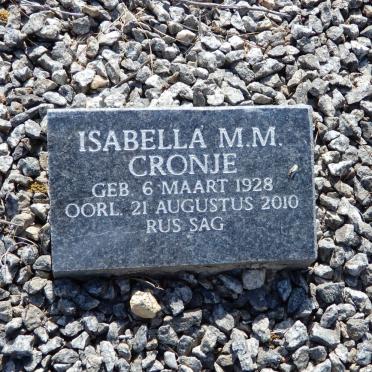 ISABELLA M.M.
CRONJE
GEB. 6 MAART 1928
OORL. 21 AUGUSTUS 2010
RUS SAG